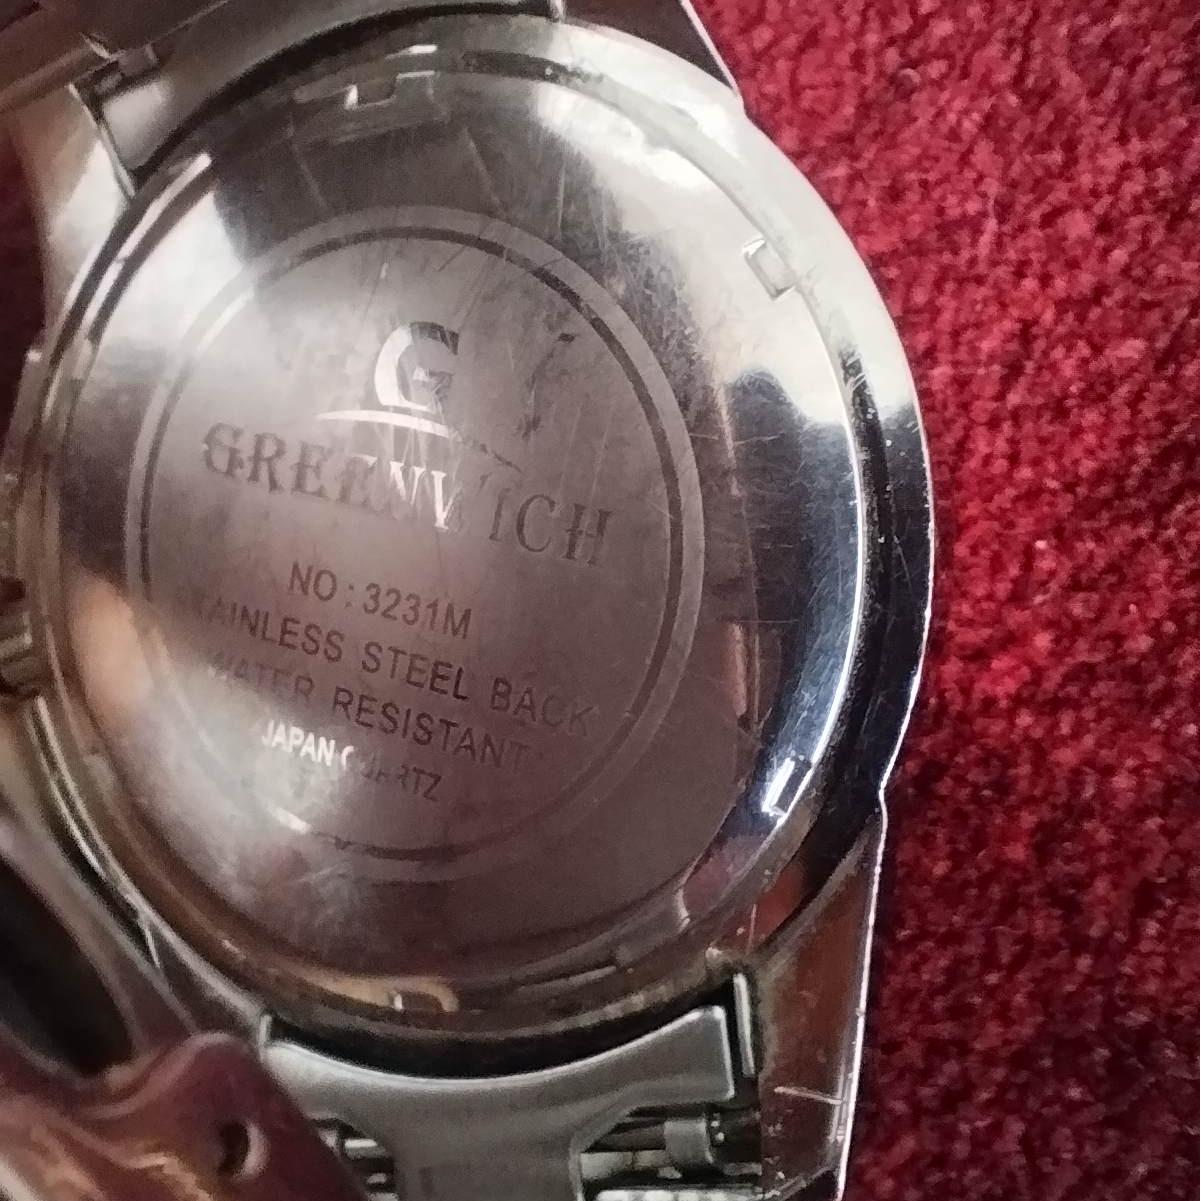 G
GREENWICH
NO : 3231M
STAINLESS STEEL BACK
WATER RESISTANT
JAPAN QUARTZ